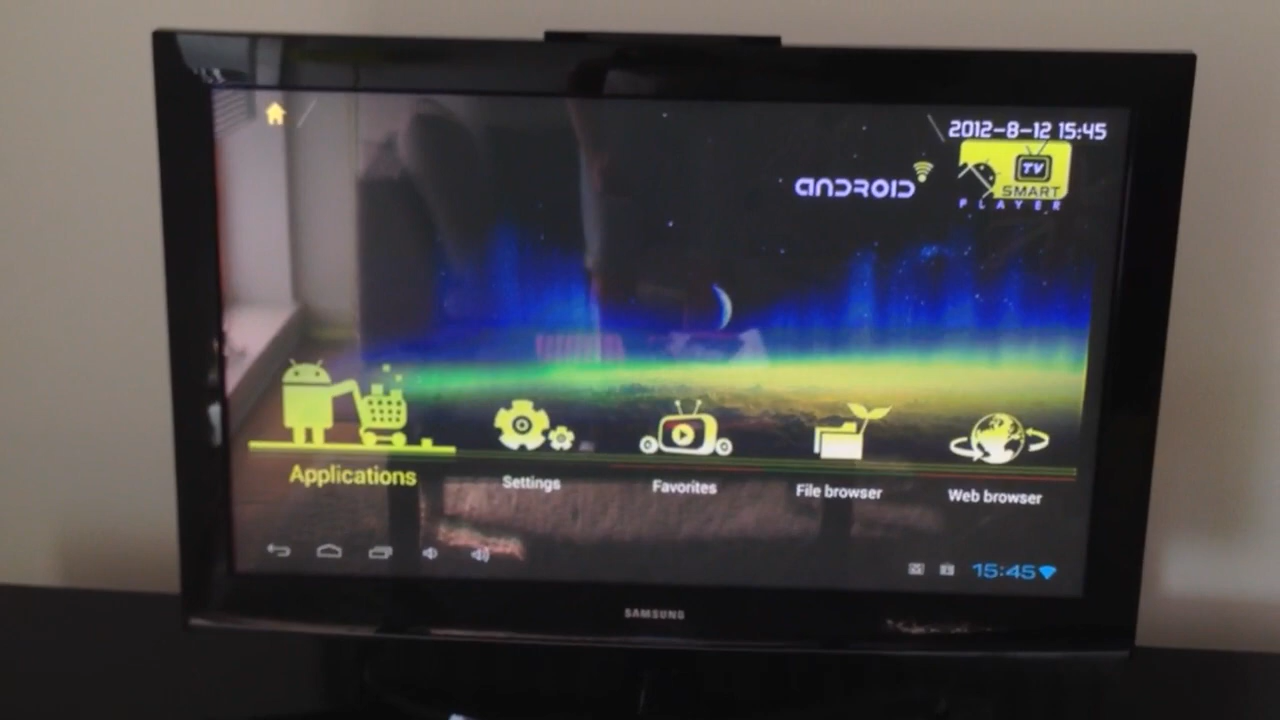 2012-8-12 15:45
ANDROID
TV
SMART
PLAYER
Applications
Settings
Favorites
File browser
Web browser
15:45
SAMSUNG